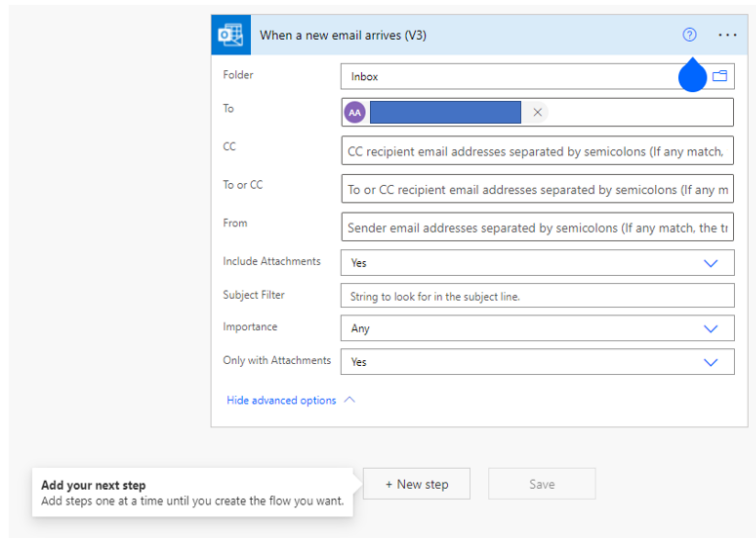 When a new email arrives (V3)
Folder
Inbox
To
AA
CC
CC recipient email addresses separated by semicolons (If any match,
To or CC
To or CC recipient email addresses separated by semicolons (If any m
From
Sender email addresses separated by semicolons (If any match, the tr
Include Attachments
Yes
Subject Filter
String to look for in the subject line.
Importance
Any
Only with Attachments
Yes
Hide advanced options
Add your next step
Add steps one at a time until you create the flow you want.
+ New step
Save